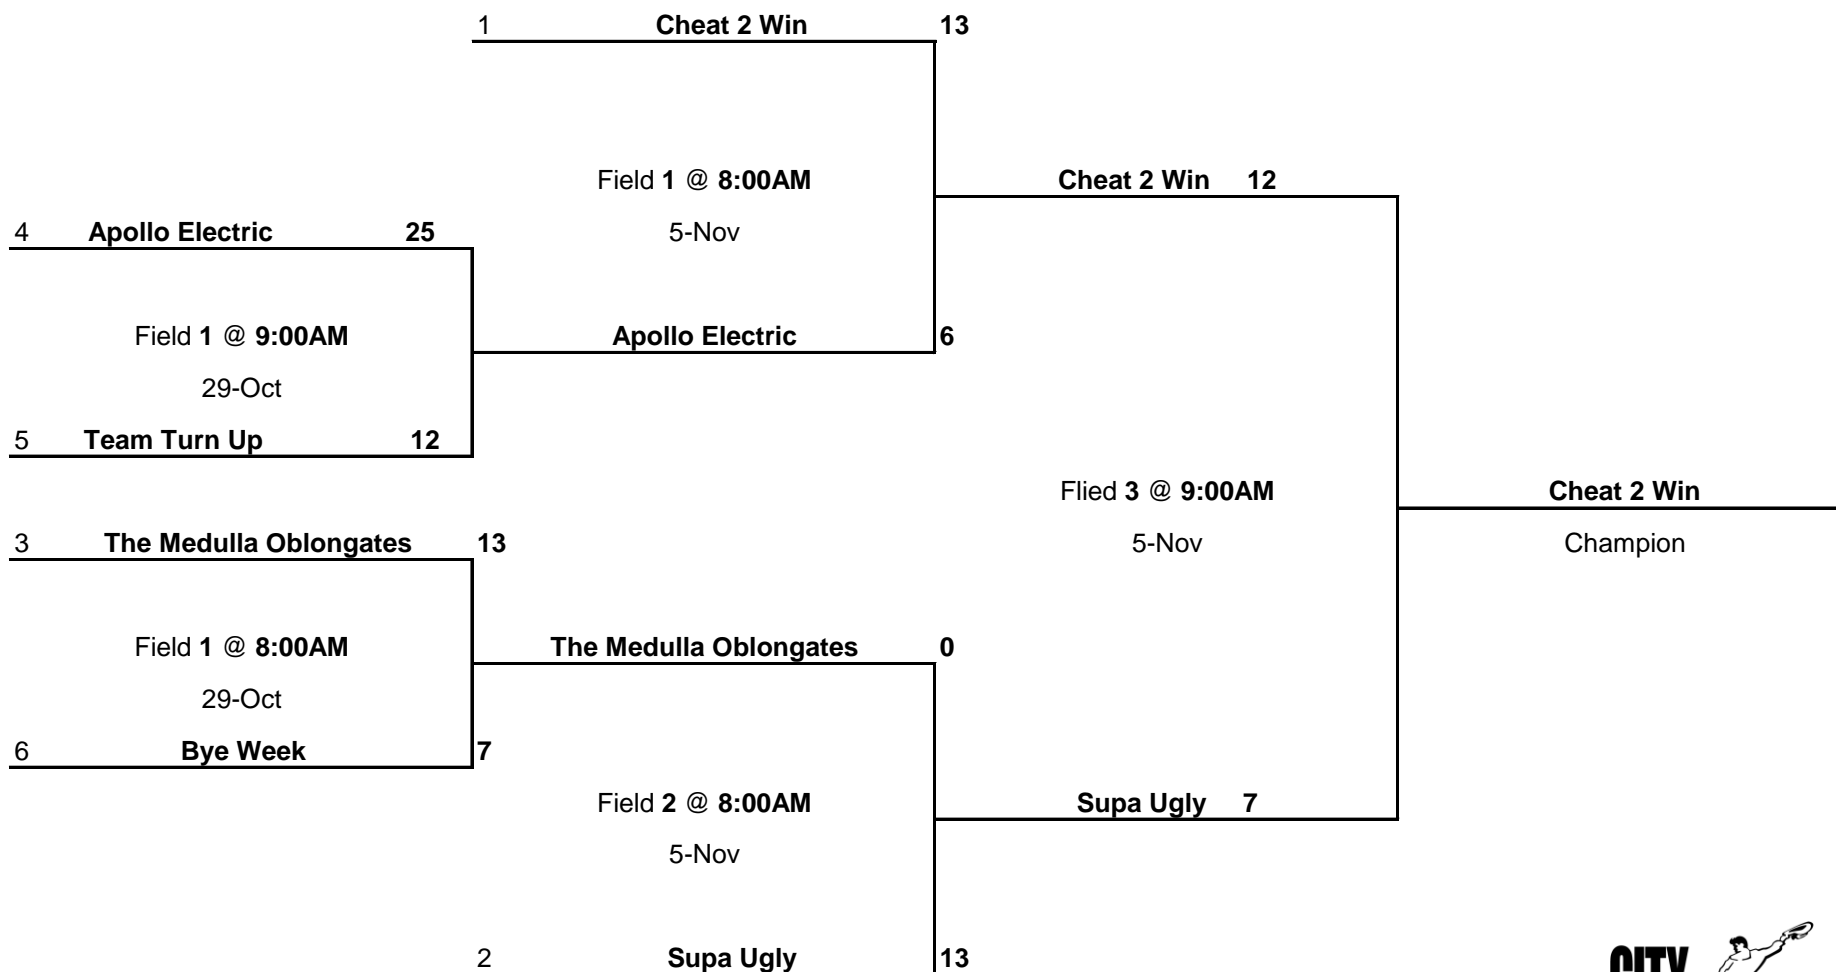 1 Cheat 2 Win 13
Field 1 @ 8:00AM
Cheat 2 Win 12
4 Apollo Electric 25
5-Nov
Field 1 @ 9:00AM
Apollo Electric 6
29-Oct
5 Team Turn Up 12
Flied 3 @ 9:00AM
Cheat 2 Win
3 The Medulla Oblongates 13
5-Nov
Champion
Field 1 @ 8:00AM
The Medulla Oblongates 0
29-Oct
6 Bye Week 7
Field 2 @ 8:00AM
Supa Ugly 7
5-Nov
2 Supa Ugly 13
CITY